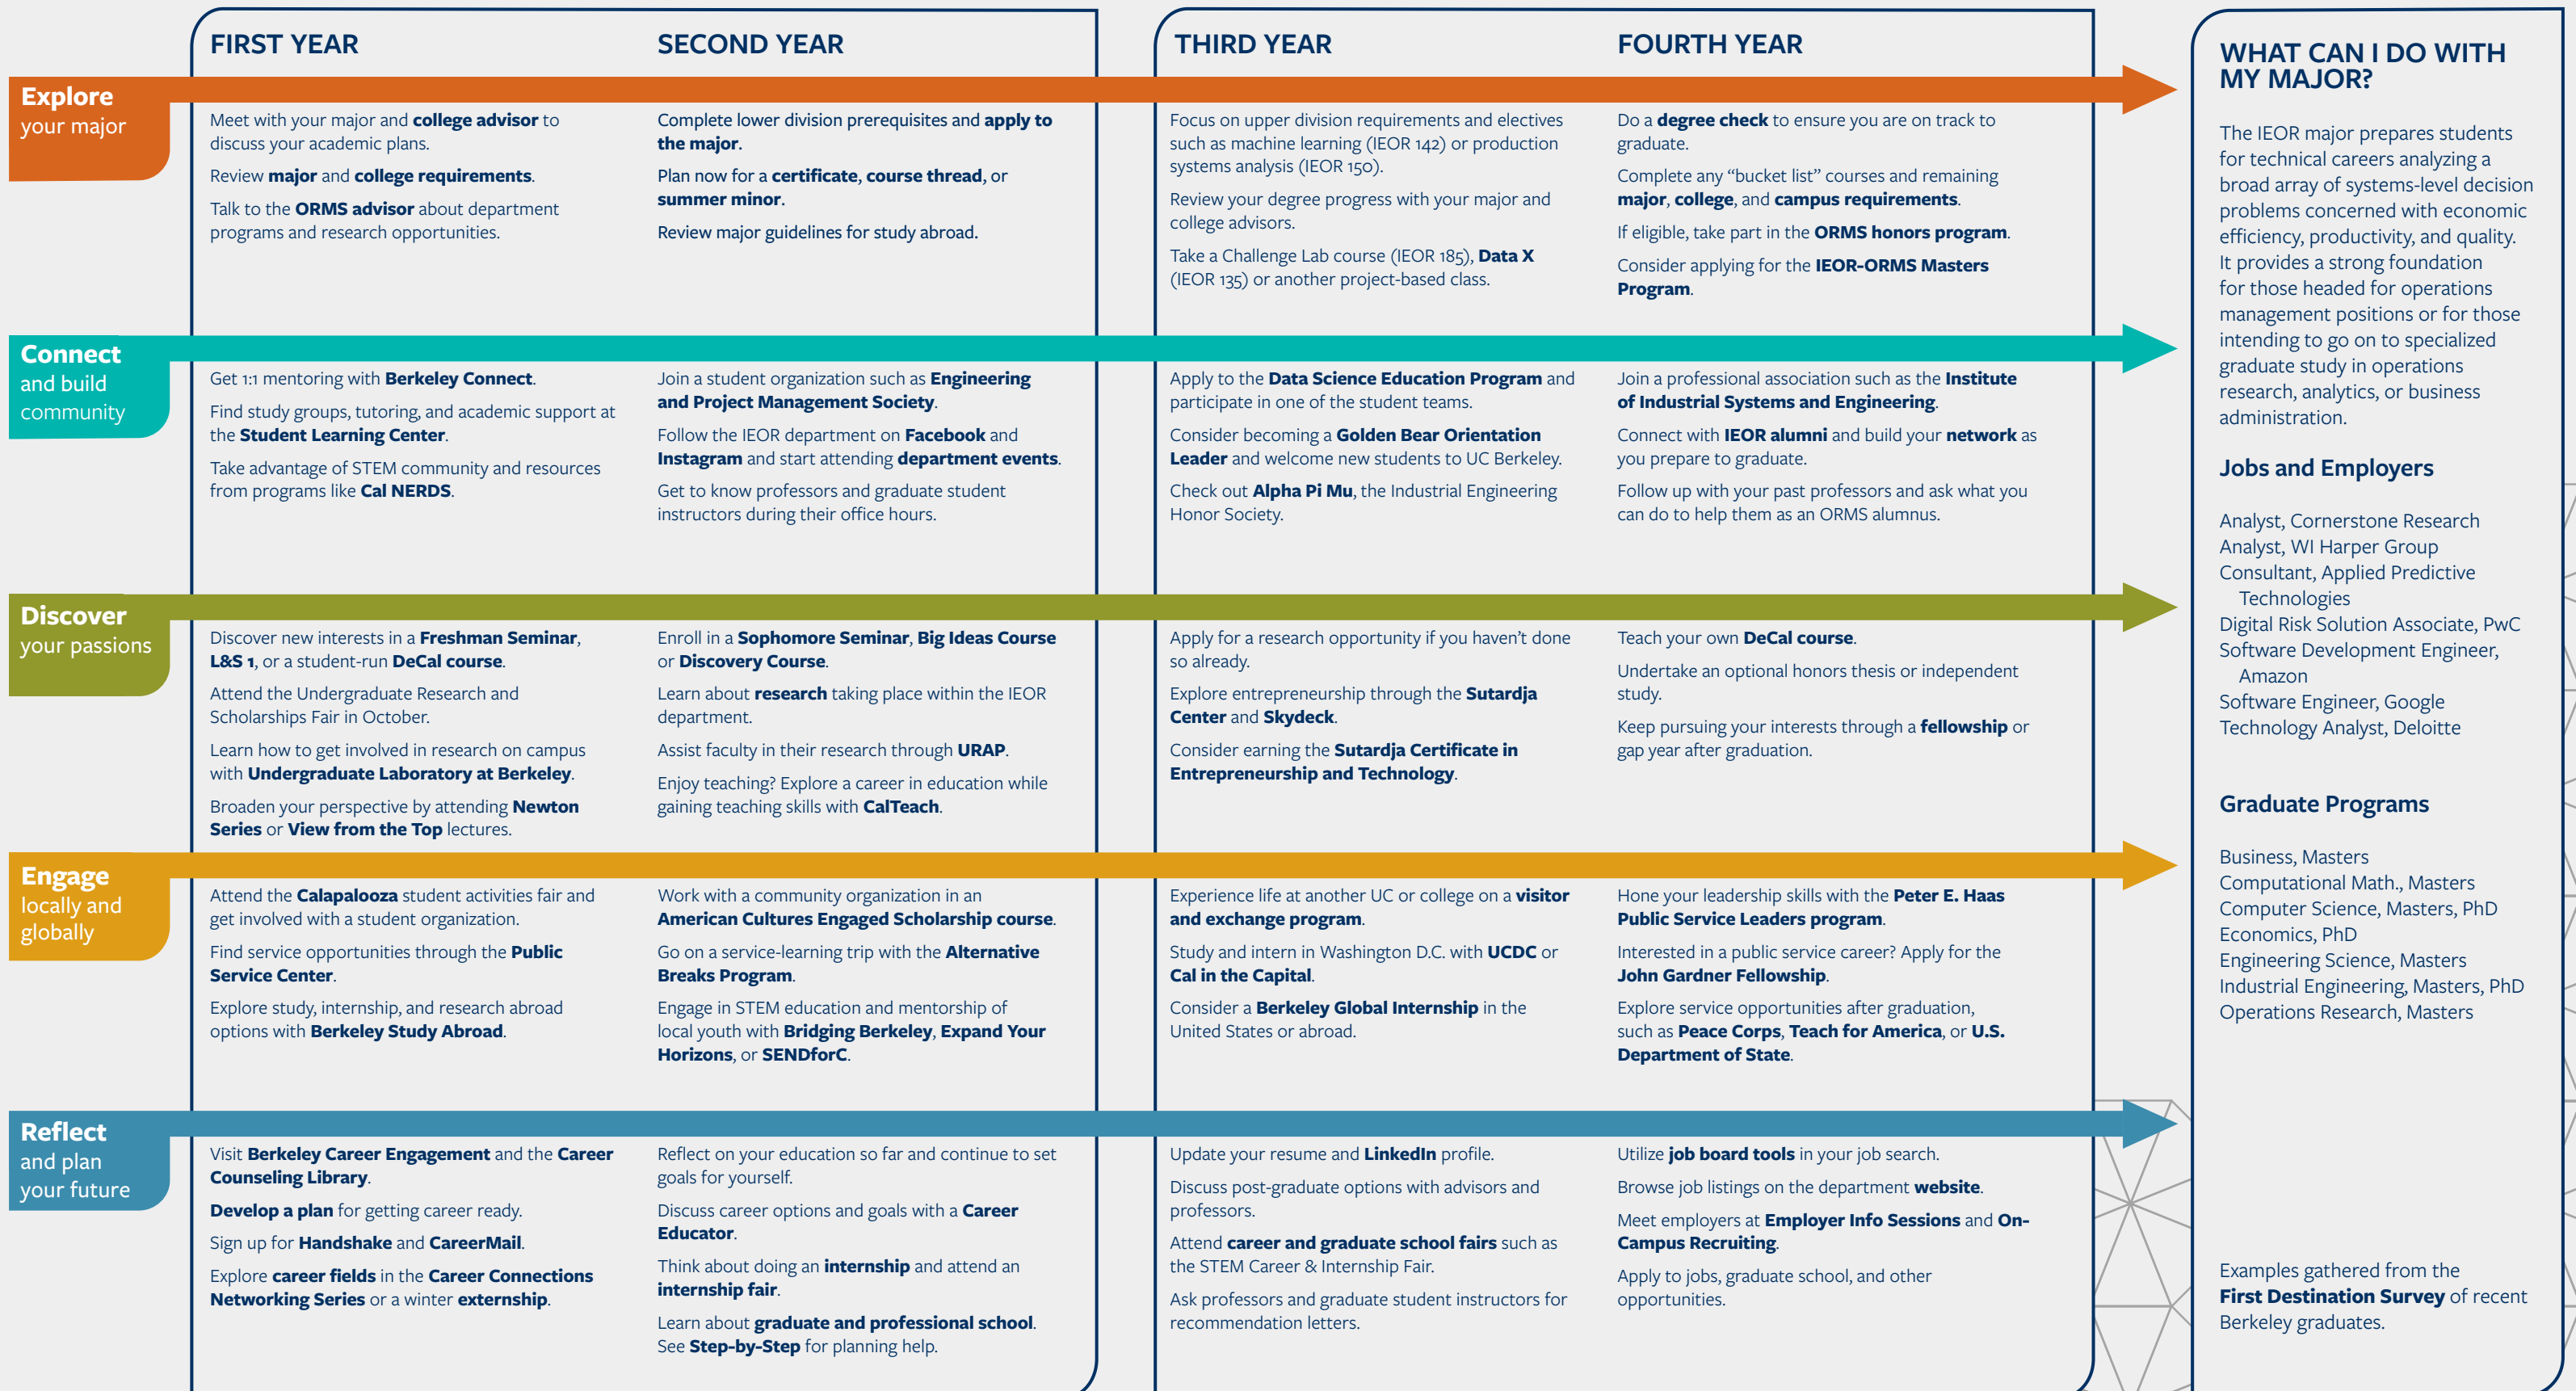 FIRST YEAR
SECOND YEAR
THIRD YEAR
FOURTH YEAR
Explore
your major
Meet with your major and college advisor to
discuss your academic plans.
Review major and college requirements.
Talk to the ORMS advisor about department
programs and research opportunities.
Complete lower division prerequisites and apply to
the major.
Plan now for a certificate, course thread, or
summer minor.
Review major guidelines for study abroad.
Focus on upper division requirements and electives
such as machine learning (IEOR 142) or production
systems analysis (IEOR 150).
Review your degree progress with your major and
college advisors.
Take a Challenge Lab course (IEOR 185), Data X
(IEOR 135) or another project-based class.
Do a degree check to ensure you are on track to
graduate.
Complete any “bucket list” courses and remaining
major, college, and campus requirements.
If eligible, take part in the ORMS honors program.
Consider applying for the IEOR-ORMS Masters
Program.
Connect
and build
community
Get 1:1 mentoring with Berkeley Connect.
Find study groups, tutoring, and academic support at
the Student Learning Center.
Take advantage of STEM community and resources
from programs like Cal NERDS.
Join a student organization such as Engineering
and Project Management Society.
Follow the IEOR department on Facebook and
Instagram and start attending department events.
Get to know professors and graduate student
instructors during their office hours.
Apply to the Data Science Education Program and
participate in one of the student teams.
Consider becoming a Golden Bear Orientation
Leader and welcome new students to UC Berkeley.
Check out Alpha Pi Mu, the Industrial Engineering
Honor Society.
Join a professional association such as the Institute
of Industrial Systems and Engineering.
Connect with IEOR alumni and build your network as
you prepare to graduate.
Follow up with your past professors and ask what you
can do to help them as an ORMS alumnus.
Discover
your passions
Discover new interests in a Freshman Seminar,
L&S 1, or a student-run DeCal course.
Attend the Undergraduate Research and
Scholarships Fair in October.
Learn how to get involved in research on campus
with Undergraduate Laboratory at Berkeley.
Broaden your perspective by attending Newton
Series or View from the Top lectures.
Enroll in a Sophomore Seminar, Big Ideas Course
or Discovery Course.
Learn about research taking place within the IEOR
department.
Assist faculty in their research through URAP.
Enjoy teaching? Explore a career in education while
gaining teaching skills with CalTeach.
Apply for a research opportunity if you haven’t done
so already.
Explore entrepreneurship through the Sutardja
Center and Skydeck.
Consider earning the Sutardja Certificate in
Entrepreneurship and Technology.
Teach your own DeCal course.
Undertake an optional honors thesis or independent
study.
Keep pursuing your interests through a fellowship or
gap year after graduation.
Engage
locally and
globally
Attend the Calapalooza student activities fair and
get involved with a student organization.
Find service opportunities through the Public
Service Center.
Explore study, internship, and research abroad
options with Berkeley Study Abroad.
Work with a community organization in an
American Cultures Engaged Scholarship course.
Go on a service-learning trip with the Alternative
Breaks Program.
Engage in STEM education and mentorship of
local youth with Bridging Berkeley, Expand Your
Horizons, or SENDforC.
Experience life at another UC or college on a visitor
and exchange program.
Study and intern in Washington D.C. with UCDC or
Cal in the Capital.
Consider a Berkeley Global Internship in the
United States or abroad.
Hone your leadership skills with the Peter E. Haas
Public Service Leaders program.
Interested in a public service career? Apply for the
John Gardner Fellowship.
Explore service opportunities after graduation,
such as Peace Corps, Teach for America, or U.S.
Department of State.
Reflect
and plan
your future
Visit Berkeley Career Engagement and the Career
Counseling Library.
Develop a plan for getting career ready.
Sign up for Handshake and CareerMail.
Explore career fields in the Career Connections
Networking Series or a winter externship.
Reflect on your education so far and continue to set
goals for yourself.
Discuss career options and goals with a Career
Educator.
Think about doing an internship and attend an
internship fair.
Learn about graduate and professional school.
See Step-by-Step for planning help.
Update your resume and LinkedIn profile.
Discuss post-graduate options with advisors and
professors.
Attend career and graduate school fairs such as
the STEM Career & Internship Fair.
Ask professors and graduate student instructors for
recommendation letters.
Utilize job board tools in your job search.
Browse job listings on the department website.
Meet employers at Employer Info Sessions and On-
Campus Recruiting.
Apply to jobs, graduate school, and other
opportunities.
WHAT CAN I DO WITH
MY MAJOR?
The IEOR major prepares students
for technical careers analyzing a
broad array of systems-level decision
problems concerned with economic
efficiency, productivity, and quality.
It provides a strong foundation
for those headed for operations
management positions or for those
intending to go on to specialized
graduate study in operations
research, analytics, or business
administration.
Jobs and Employers
Analyst, Cornerstone Research
Analyst, WI Harper Group
Consultant, Applied Predictive
Technologies
Digital Risk Solution Associate, PwC
Software Development Engineer,
Amazon
Software Engineer, Google
Technology Analyst, Deloitte
Graduate Programs
Business, Masters
Computational Math., Masters
Computer Science, Masters, PhD
Economics, PhD
Engineering Science, Masters
Industrial Engineering, Masters, PhD
Operations Research, Masters
Examples gathered from the
First Destination Survey of recent
Berkeley graduates.